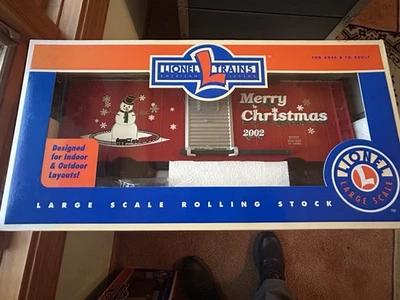 FOR AGES 8 TO ADULT
LIONEL TRAINS
AMERICAN LEGEND
L
Merry
Christmas
2002
Designed
for Indoor
& Outdoor
Layouts!
LIONEL
L
LARGE SCALE
LARGE SCALE ROLLING STOCK